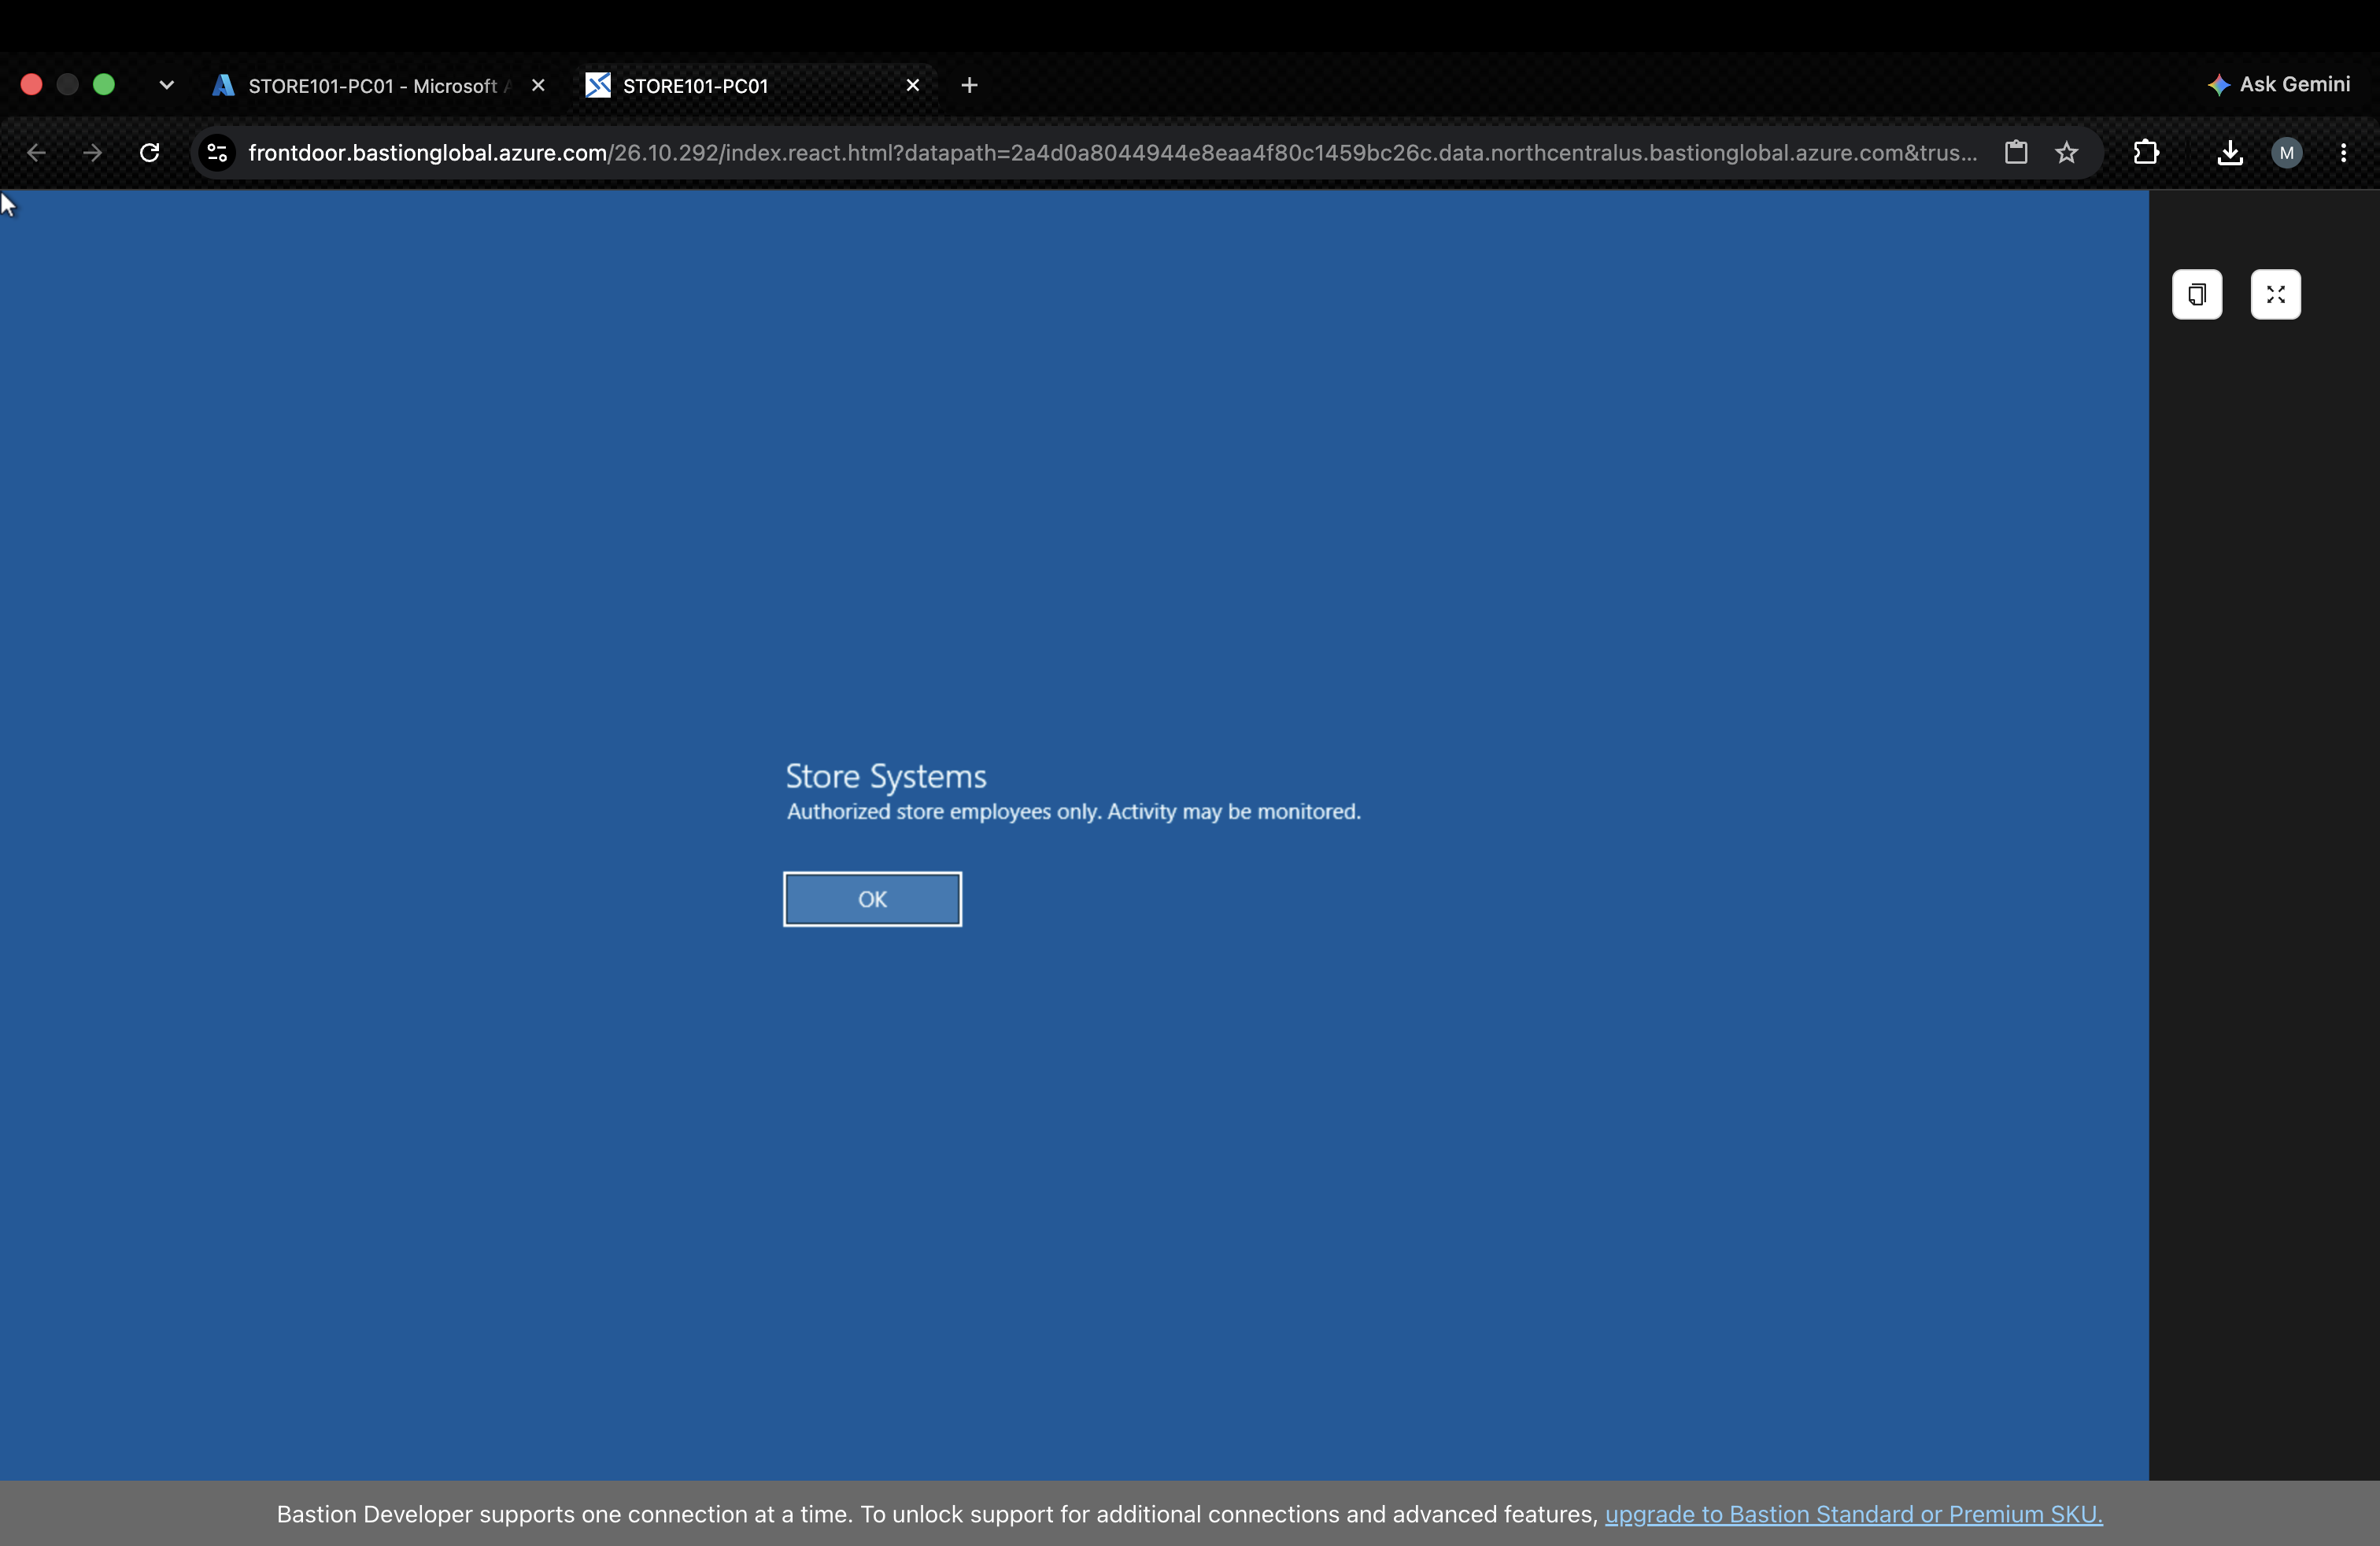 STORE101-PC01 - Microsoft
STORE101-PC01
Ask Gemini
frontdoor.bastionglobal.azure.com/26.10.292/index.react.html?datapath=2a4d0a8044944e8eaa4f80c1459bc26c.data.northcentralus.bastionglobal.azure.com&trus...
M
Store Systems
Authorized store employees only. Activity may be monitored.
OK
Bastion Developer supports one connection at a time. To unlock support for additional connections and advanced features, upgrade to Bastion Standard or Premium SKU.